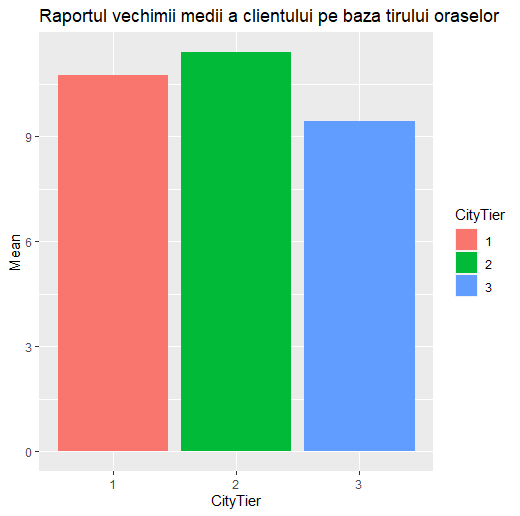 Raportul vechimii medii a clientului pe baza tirului oraselor
Mean
9
6
3
0
1
2
3
CityTier
CityTier
1
2
3